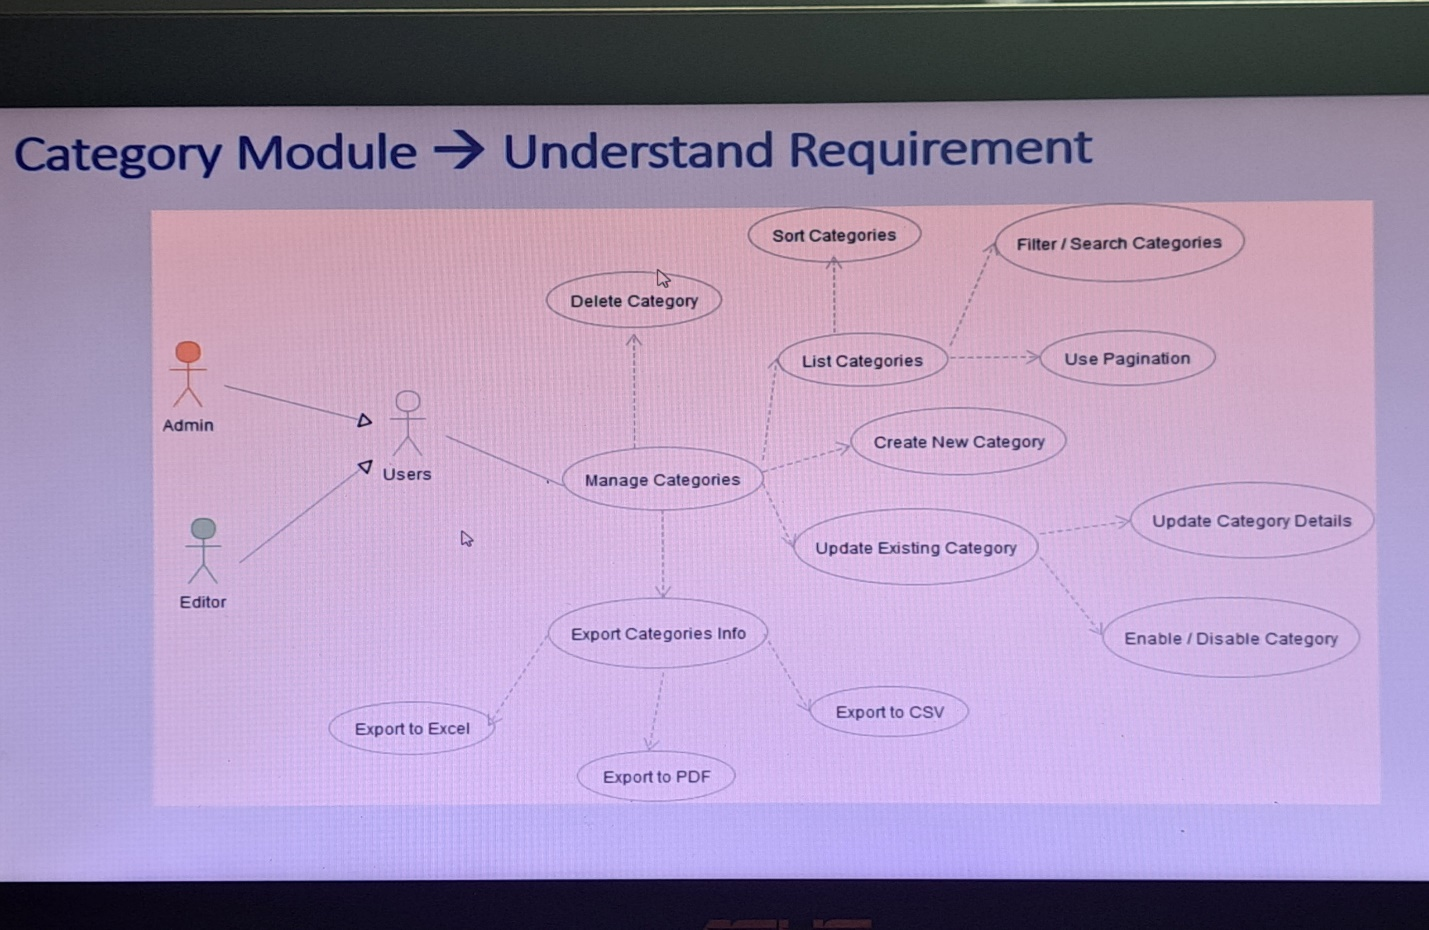 Category Module → Understand Requirement
Sort Categories
Filter / Search Categories
Delete Category
List Categories
Use Pagination
Admin
Users
Create New Category
Manage Categories
Update Category Details
Update Existing Category
Editor
Export Categories Info
Enable / Disable Category
Export to Excel
Export to CSV
Export to PDF